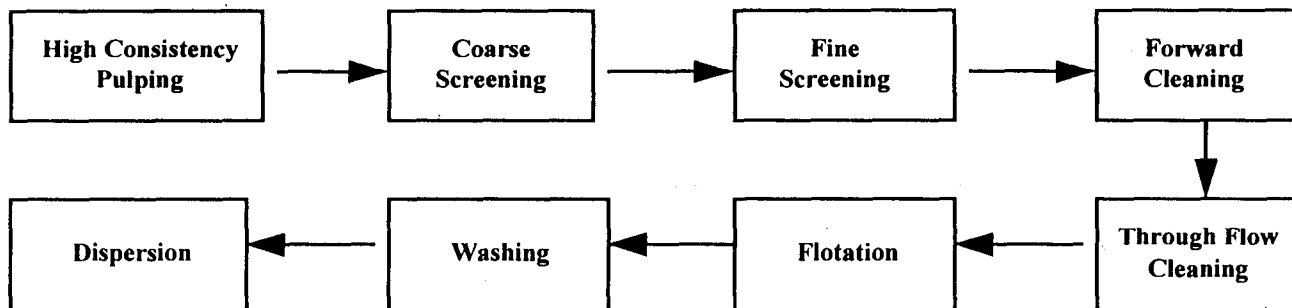 High Consistency
Pulping
Coarse
Screening
Fine
Screening
Forward
Cleaning
Dispersion
Washing
Flotation
Through Flow
Cleaning